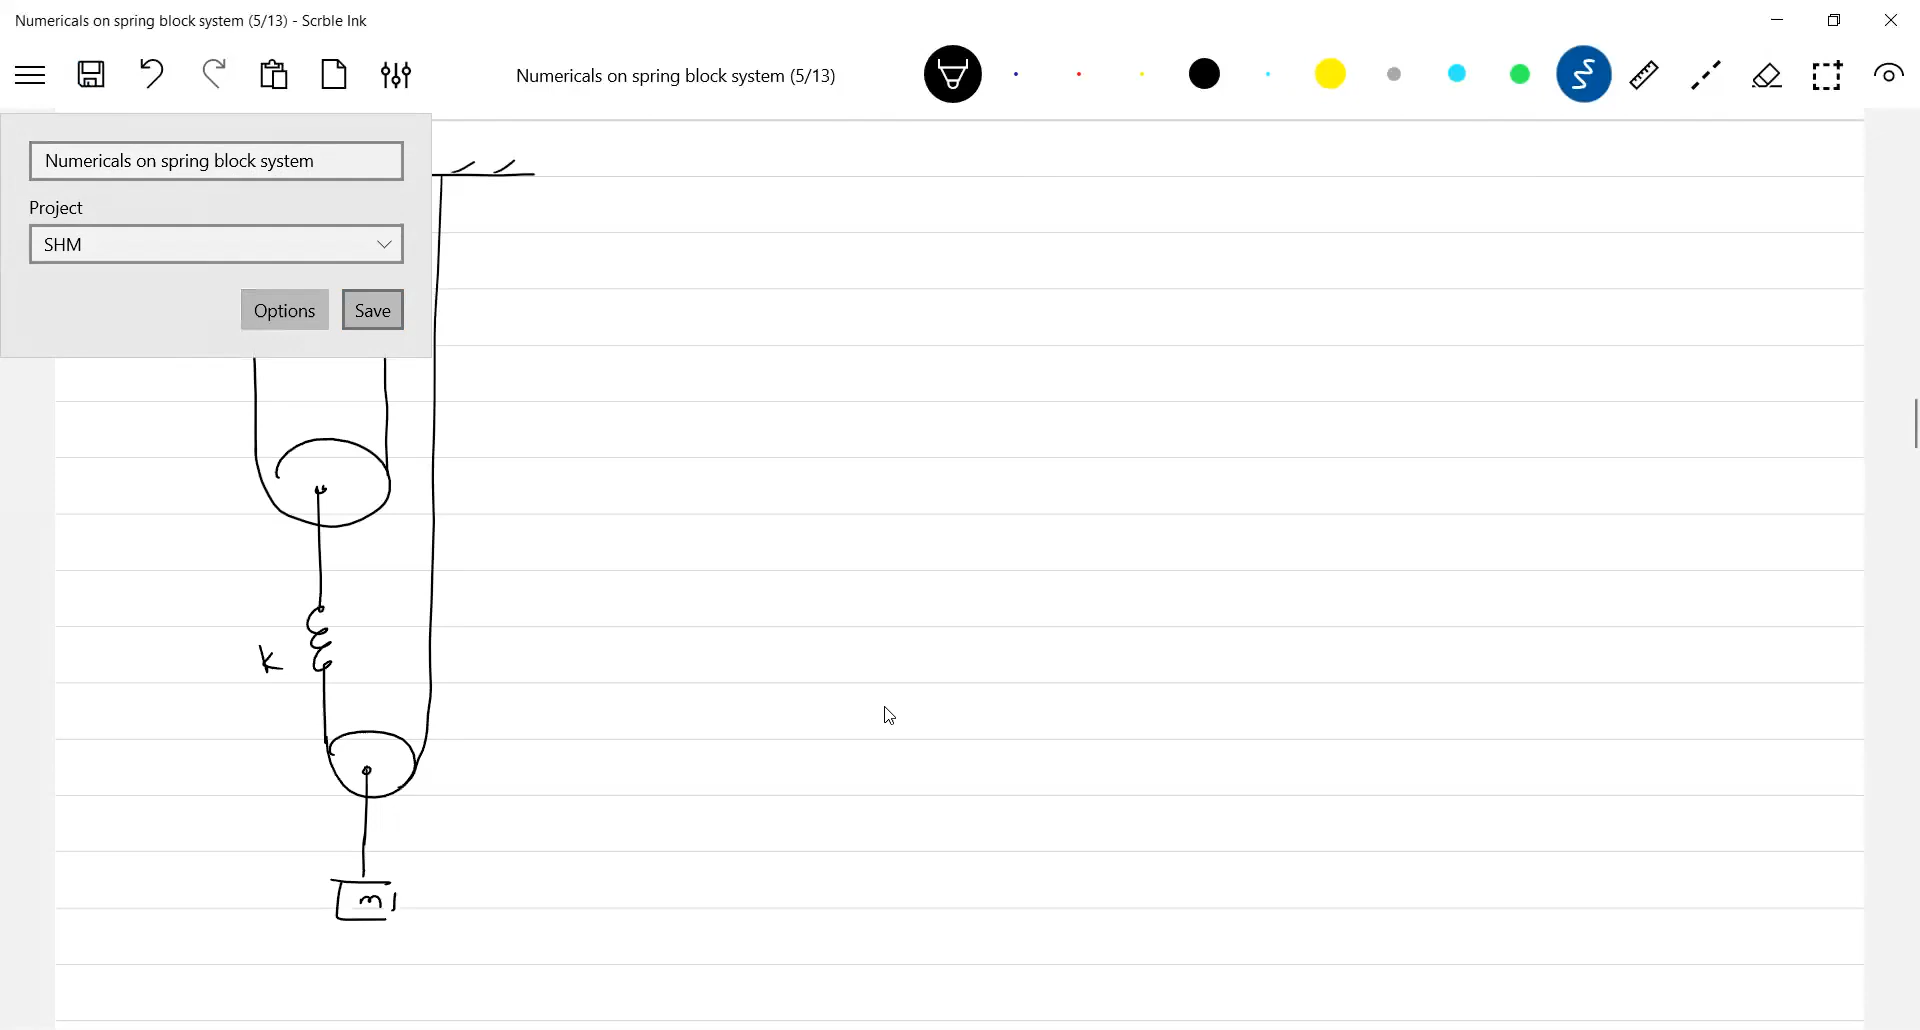 Numericals on spring block system (5/13) - Scrble Ink
Numericals on spring block system (5/13)
Numericals on spring block system
Project
SHM
Options
Save
k
m